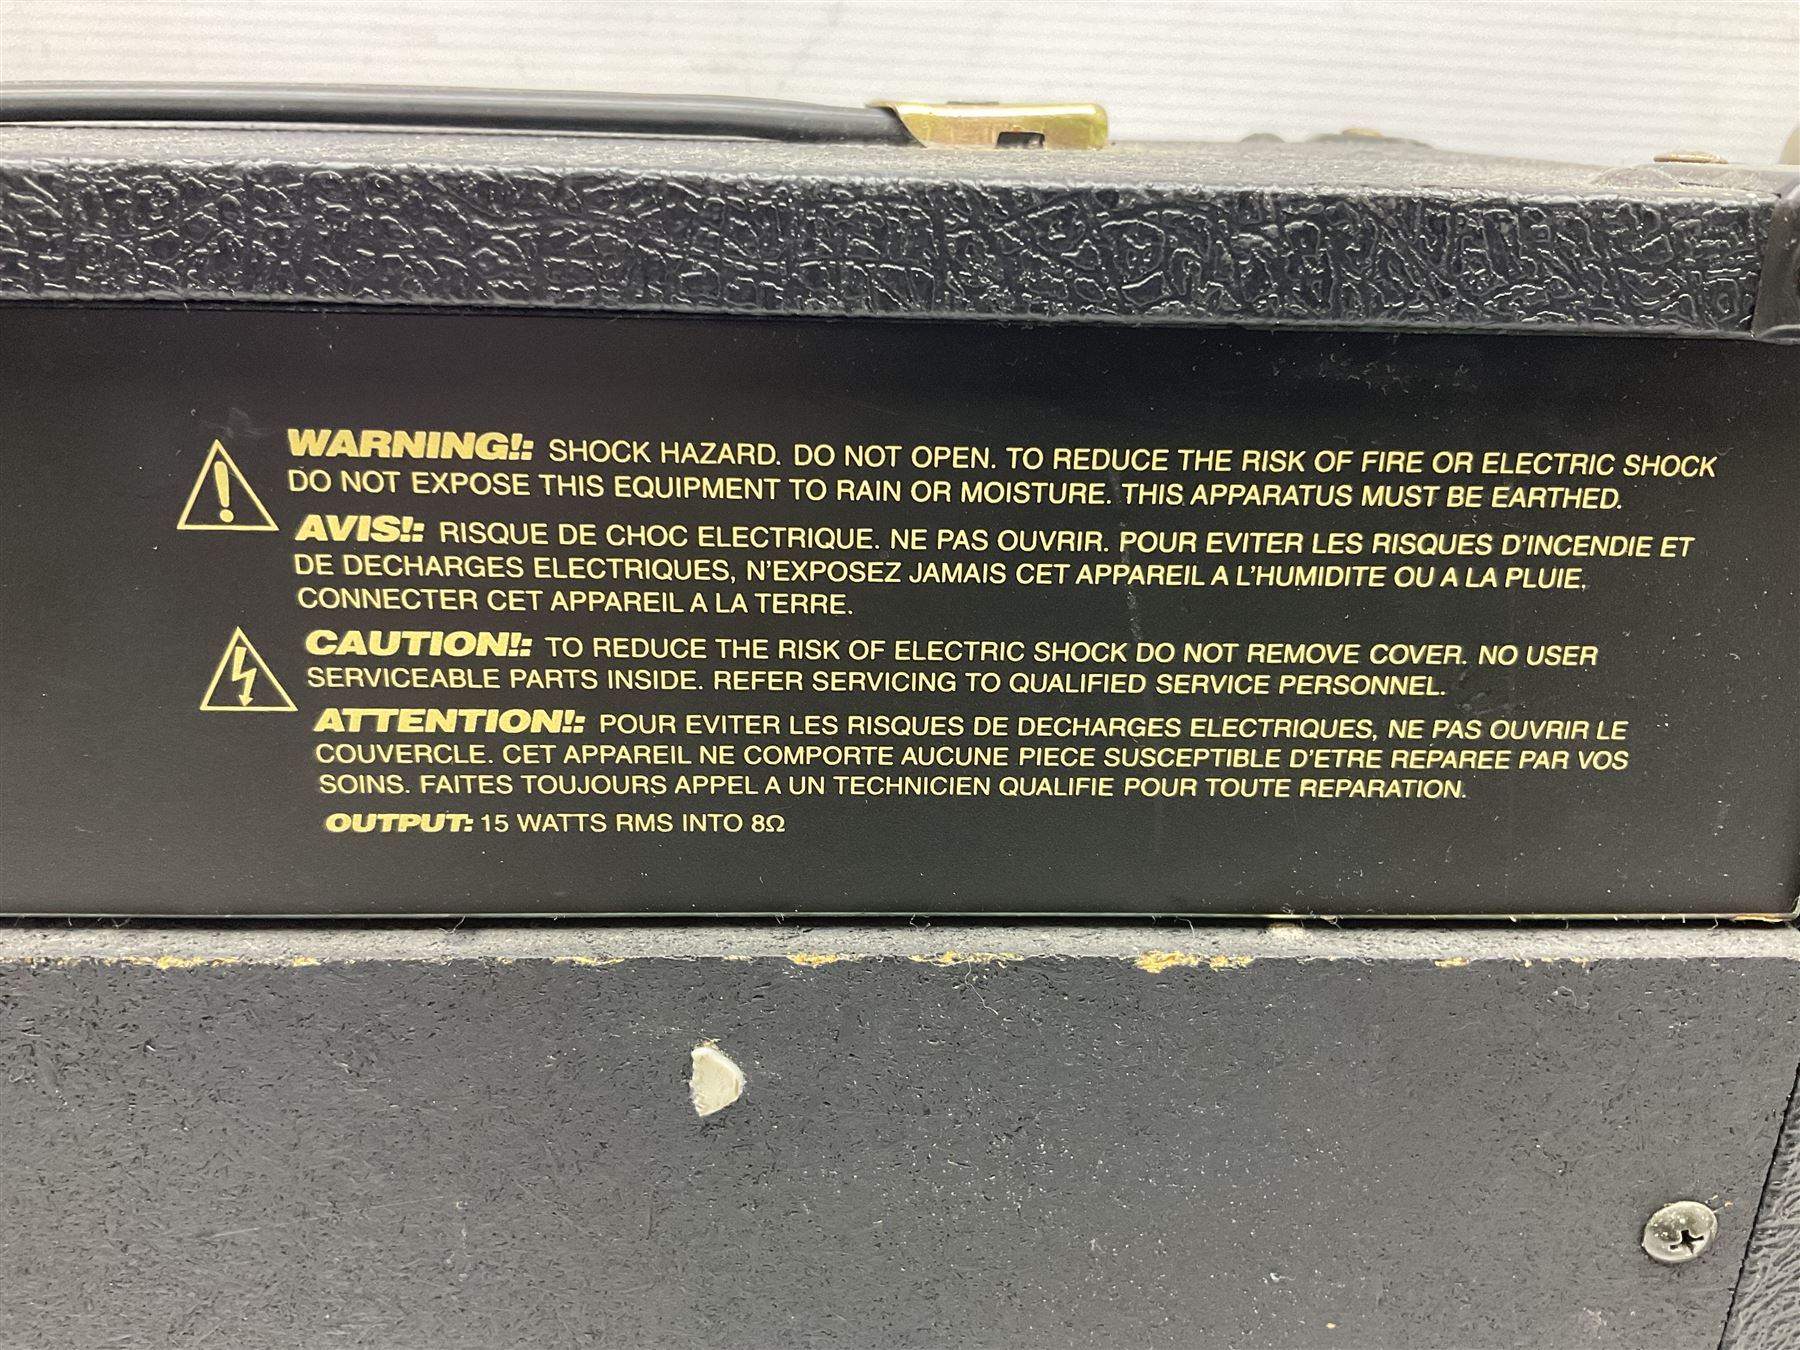 WARNING!: SHOCK HAZARD. DO NOT OPEN. TO REDUCE THE RISK OF FIRE OR ELECTRIC SHOCK
DO NOT EXPOSE THIS EQUIPMENT TO RAIN OR MOISTURE. THIS APPARATUS MUST BE EARTHED.
AVIS!: RISQUE DE CHOC ELECTRIQUE. NE PAS OUVRIR. POUR EVITER LES RISQUES D'INCENDIE ET
DE DECHARGES ELECTRIQUES, N'EXPOSEZ JAMAIS CET APPAREIL A L'HUMIDITE OU A LA PLUIE,
CONNECTER CET APPAREIL A LA TERRE.
CAUTION!: TO REDUCE THE RISK OF ELECTRIC SHOCK DO NOT REMOVE COVER. NO USER
SERVICEABLE PARTS INSIDE. REFER SERVICING TO QUALIFIED SERVICE PERSONNEL.
ATTENTION!: POUR EVITER LES RISQUES DE DECHARGES ELECTRIQUES, NE PAS OUVRIR LE
COUVERCLE. CET APPAREIL NE COMPORTE AUCUNE PIECE SUSCEPTIBLE D'ETRE REPAREE PAR VOS
SOINS. FAITES TOUJOURS APPEL A UN TECHNICIEN QUALIFIE POUR TOUTE REPARATION.
OUTPUT: 15 WATTS RMS INTO 8Ω